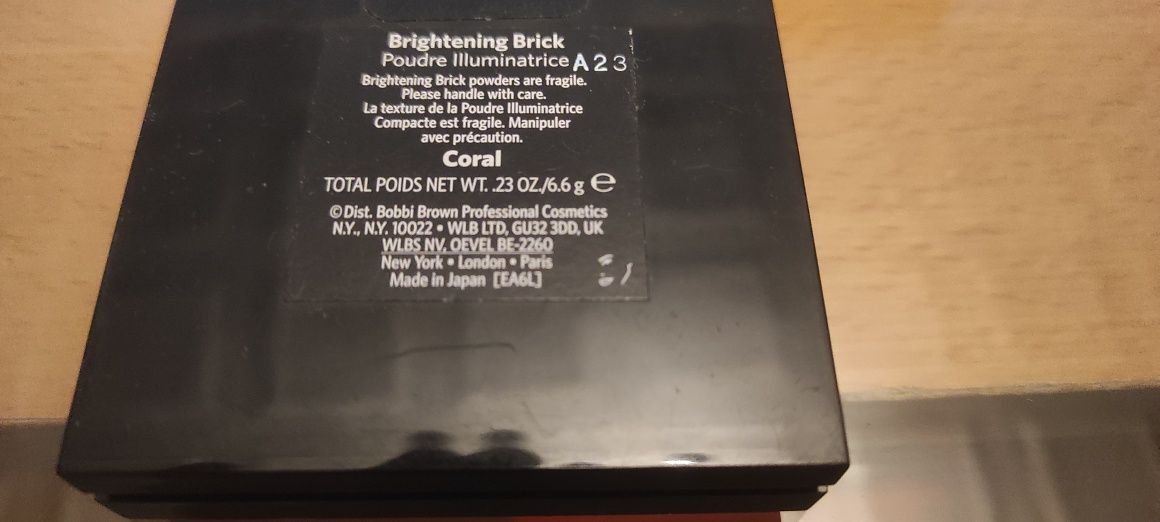 Brightening Brick
Poudre Illuminatrice A23
Brightening Brick powders are fragile.
Please handle with care.
La texture de la Poudre Illuminatrice
Compacte est fragile. Manipuler
avec précaution.
Coral
TOTAL POIDS NET WT. .23 OZ./6.6 g ℮
© Dist. Bobbi Brown Professional Cosmetics
N.Y., N.Y. 10022 • WLB LTD, GU32 3DD, UK
WLBS NV, OEVEL BE-2260
New York • London • Paris
Made in Japan [EA6L]